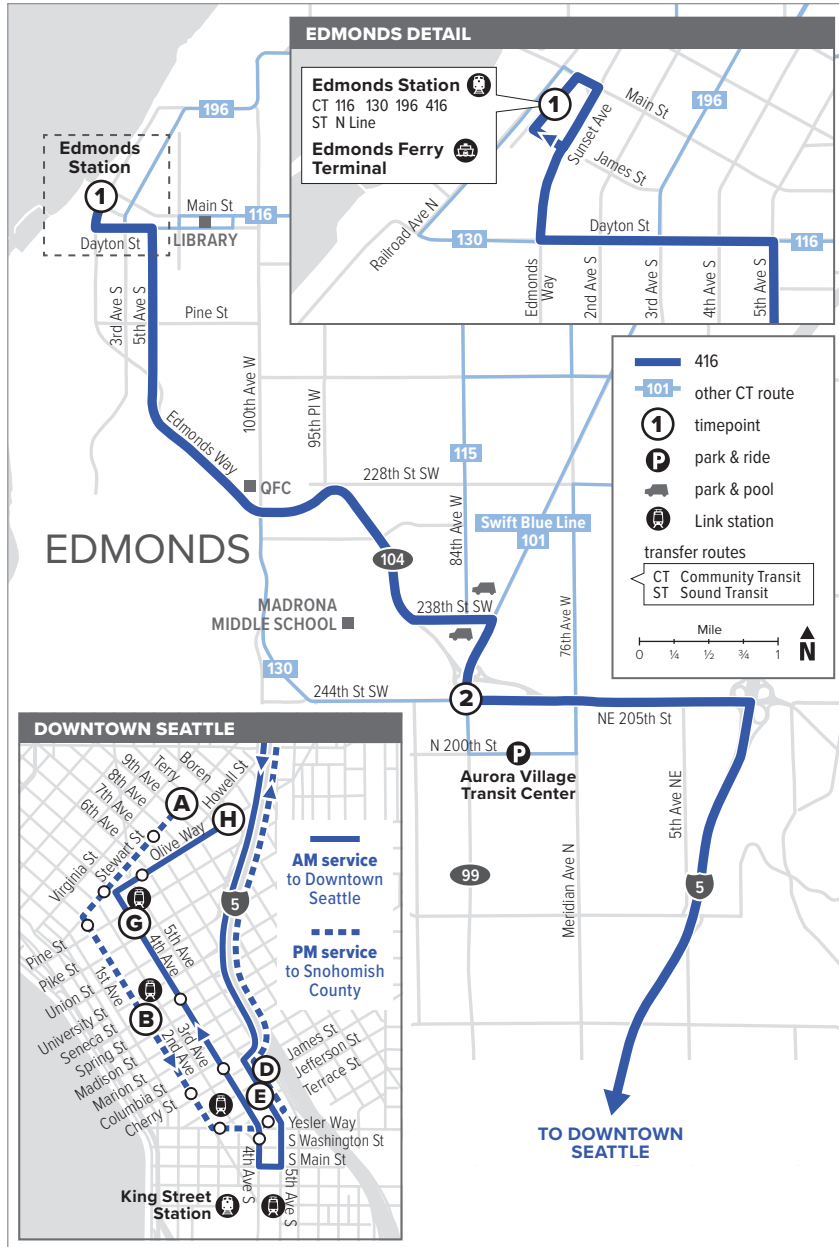 EDMONDS DETAIL
Edmonds Station
CT 116 130 196 416
ST N Line
Edmonds Ferry
Terminal
1
Main St
196
Sunset Ave
James St
Railroad Ave N
Dayton St
130
116
Edmonds
Way
2nd Ave S
3rd Ave S
4th Ave S
5th Ave S
196
Edmonds
Station
1
Main St
116
LIBRARY
Dayton St
3rd Ave S
5th Ave S
Pine St
100th Ave W
95th Pl W
Edmonds Way
QFC
228th St SW
115
84th Ave W
Swift Blue Line
101
EDMONDS
104
76th Ave W
238th St SW
MADRONA
MIDDLE SCHOOL
130
244th St SW
2
NE 205th St
N 200th St
P
Aurora Village
Transit Center
5th Ave NE
99
Meridian Ave N
5
TO DOWNTOWN
SEATTLE
416
101 other CT route
1 timepoint
P park & ride
park & pool
Link station
transfer routes
CT Community Transit
ST Sound Transit
Mile
0 ¼ ½ ¾ 1
N
DOWNTOWN SEATTLE
Boren
Terry
9th Ave
8th Ave
7th Ave
6th Ave
Howell St
A
H
Olive Way
Stewart St
Virginia St
5
AM service
to Downtown
Seattle
PM service
to Snohomish
County
G
5th Ave
4th Ave
Pine St
Pike St
1st Ave
Union St
B
University St
Seneca St
Spring St
Madison St
Marion St
Columbia St
Cherry St
3rd Ave
2nd Ave
James St
Jefferson St
Terrace St
D
E
Yesler Way
S Washington St
S Main St
4th Ave S
5th Ave S
King Street
Station